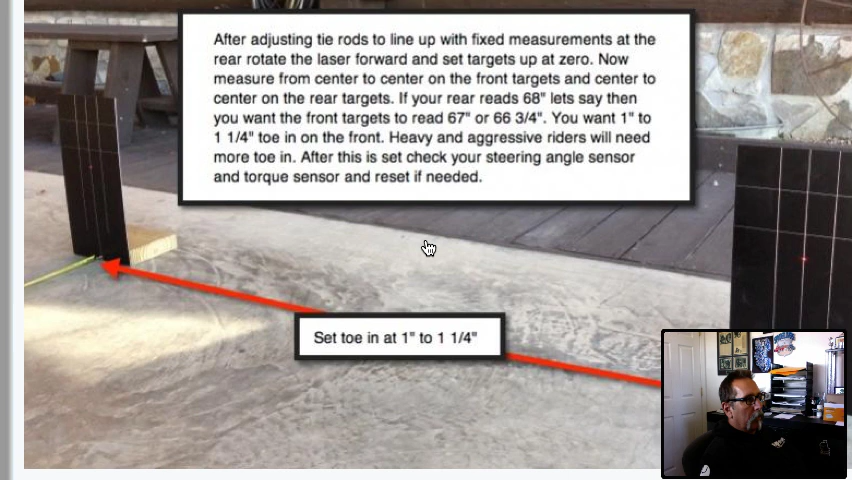 After adjusting tie rods to line up with fixed measurements at the
rear rotate the laser forward and set targets up at zero. Now
measure from center to center on the front targets and center to
center on the rear targets. If your rear reads 68" lets say then
you want the front targets to read 67" or 66 3/4". You want 1" to
1 1/4" toe in on the front. Heavy and aggressive riders will need
more toe in. After this is set check your steering angle sensor
and torque sensor and reset if needed.
Set toe in at 1" to 1 1/4"